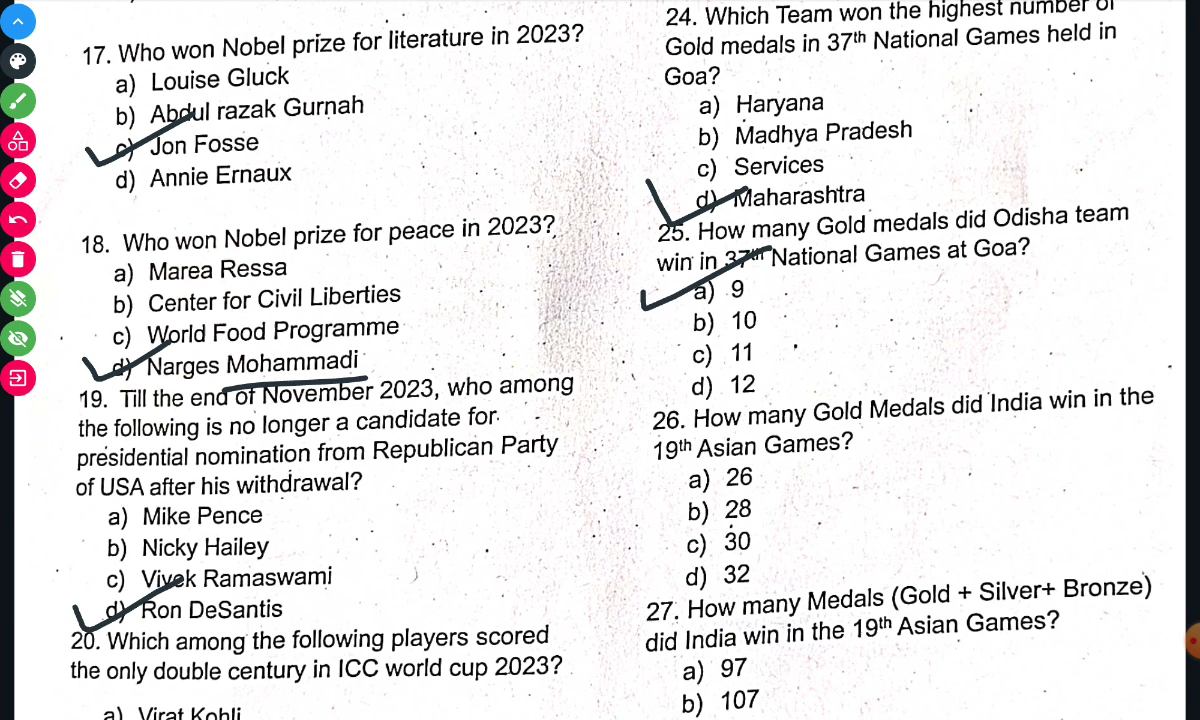 17. Who won Nobel prize for literature in 2023?
a) Louise Gluck
b) Abdul razak Gurnah
c) Jon Fosse
d) Annie Ernaux
18. Who won Nobel prize for peace in 2023?
a) Marea Ressa
b) Center for Civil Liberties
c) World Food Programme
d) Narges Mohammadi
19. Till the end of November 2023, who among
the following is no longer a candidate for
presidential nomination from Republican Party
of USA after his withdrawal?
a) Mike Pence
b) Nicky Hailey
c) Vivek Ramaswami
d) Ron DeSantis
20. Which among the following players scored
the only double century in ICC world cup 2023?
a) Virat Kohli
24. Which Team won the highest number of
Gold medals in 37th National Games held in
Goa?
a) Haryana
b) Madhya Pradesh
c) Services
d) Maharashtra
25. How many Gold medals did Odisha team
win in 37th National Games at Goa?
a) 9
b) 10
c) 11
d) 12
26. How many Gold Medals did India win in the
19th Asian Games?
a) 26
b) 28
c) 30
d) 32
27. How many Medals (Gold + Silver+ Bronze)
did India win in the 19th Asian Games?
a) 97
b) 107